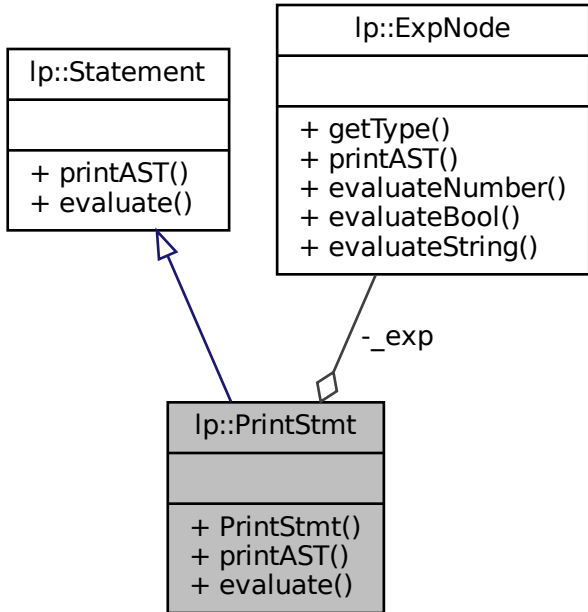 lp::ExpNode
+ getType()
+ printAST()
+ evaluateNumber()
+ evaluateBool()
+ evaluateString()
lp::Statement
+ printAST()
+ evaluate()
-_exp
lp::PrintStmt
+ PrintStmt()
+ printAST()
+ evaluate()